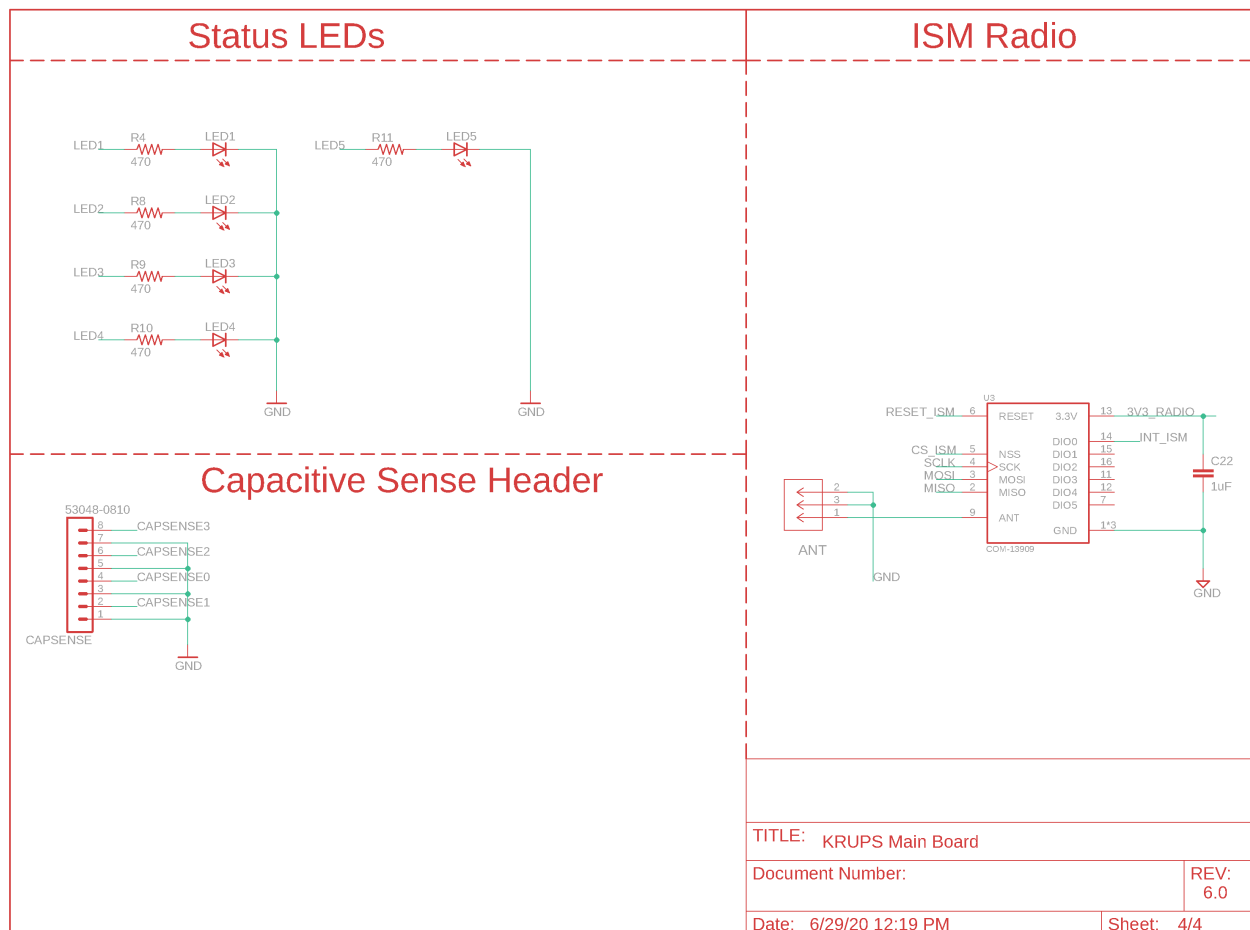 Status LEDs
ISM Radio
LED1
R4
470
LED1
LED5
R11
470
LED5
LED2
R8
470
LED2
LED3
R9
470
LED3
LED4
R10
470
LED4
GND
GND
Capacitive Sense Header
53048-0810
8
CAPSENSE3
7
6
CAPSENSE2
5
4
CAPSENSE0
3
2
CAPSENSE1
1
CAPSENSE
GND
U3
RESET_ISM
6
RESET
3.3V
13
3V3_RADIO
DIO0
14
INT_ISM
CS_ISM
5
NSS
DIO1
15
SCLK
4
SCK
DIO2
16
MOSI
3
MOSI
DIO3
11
MISO
2
MISO
DIO4
12
DIO5
7
9
ANT
GND
1*3
COM-13909
C22
1uF
GND
2
3
1
ANT
GND
TITLE:
KRUPS Main Board
Document Number:
REV:
6.0
Date: 6/29/20 12:19 PM
Sheet: 4/4